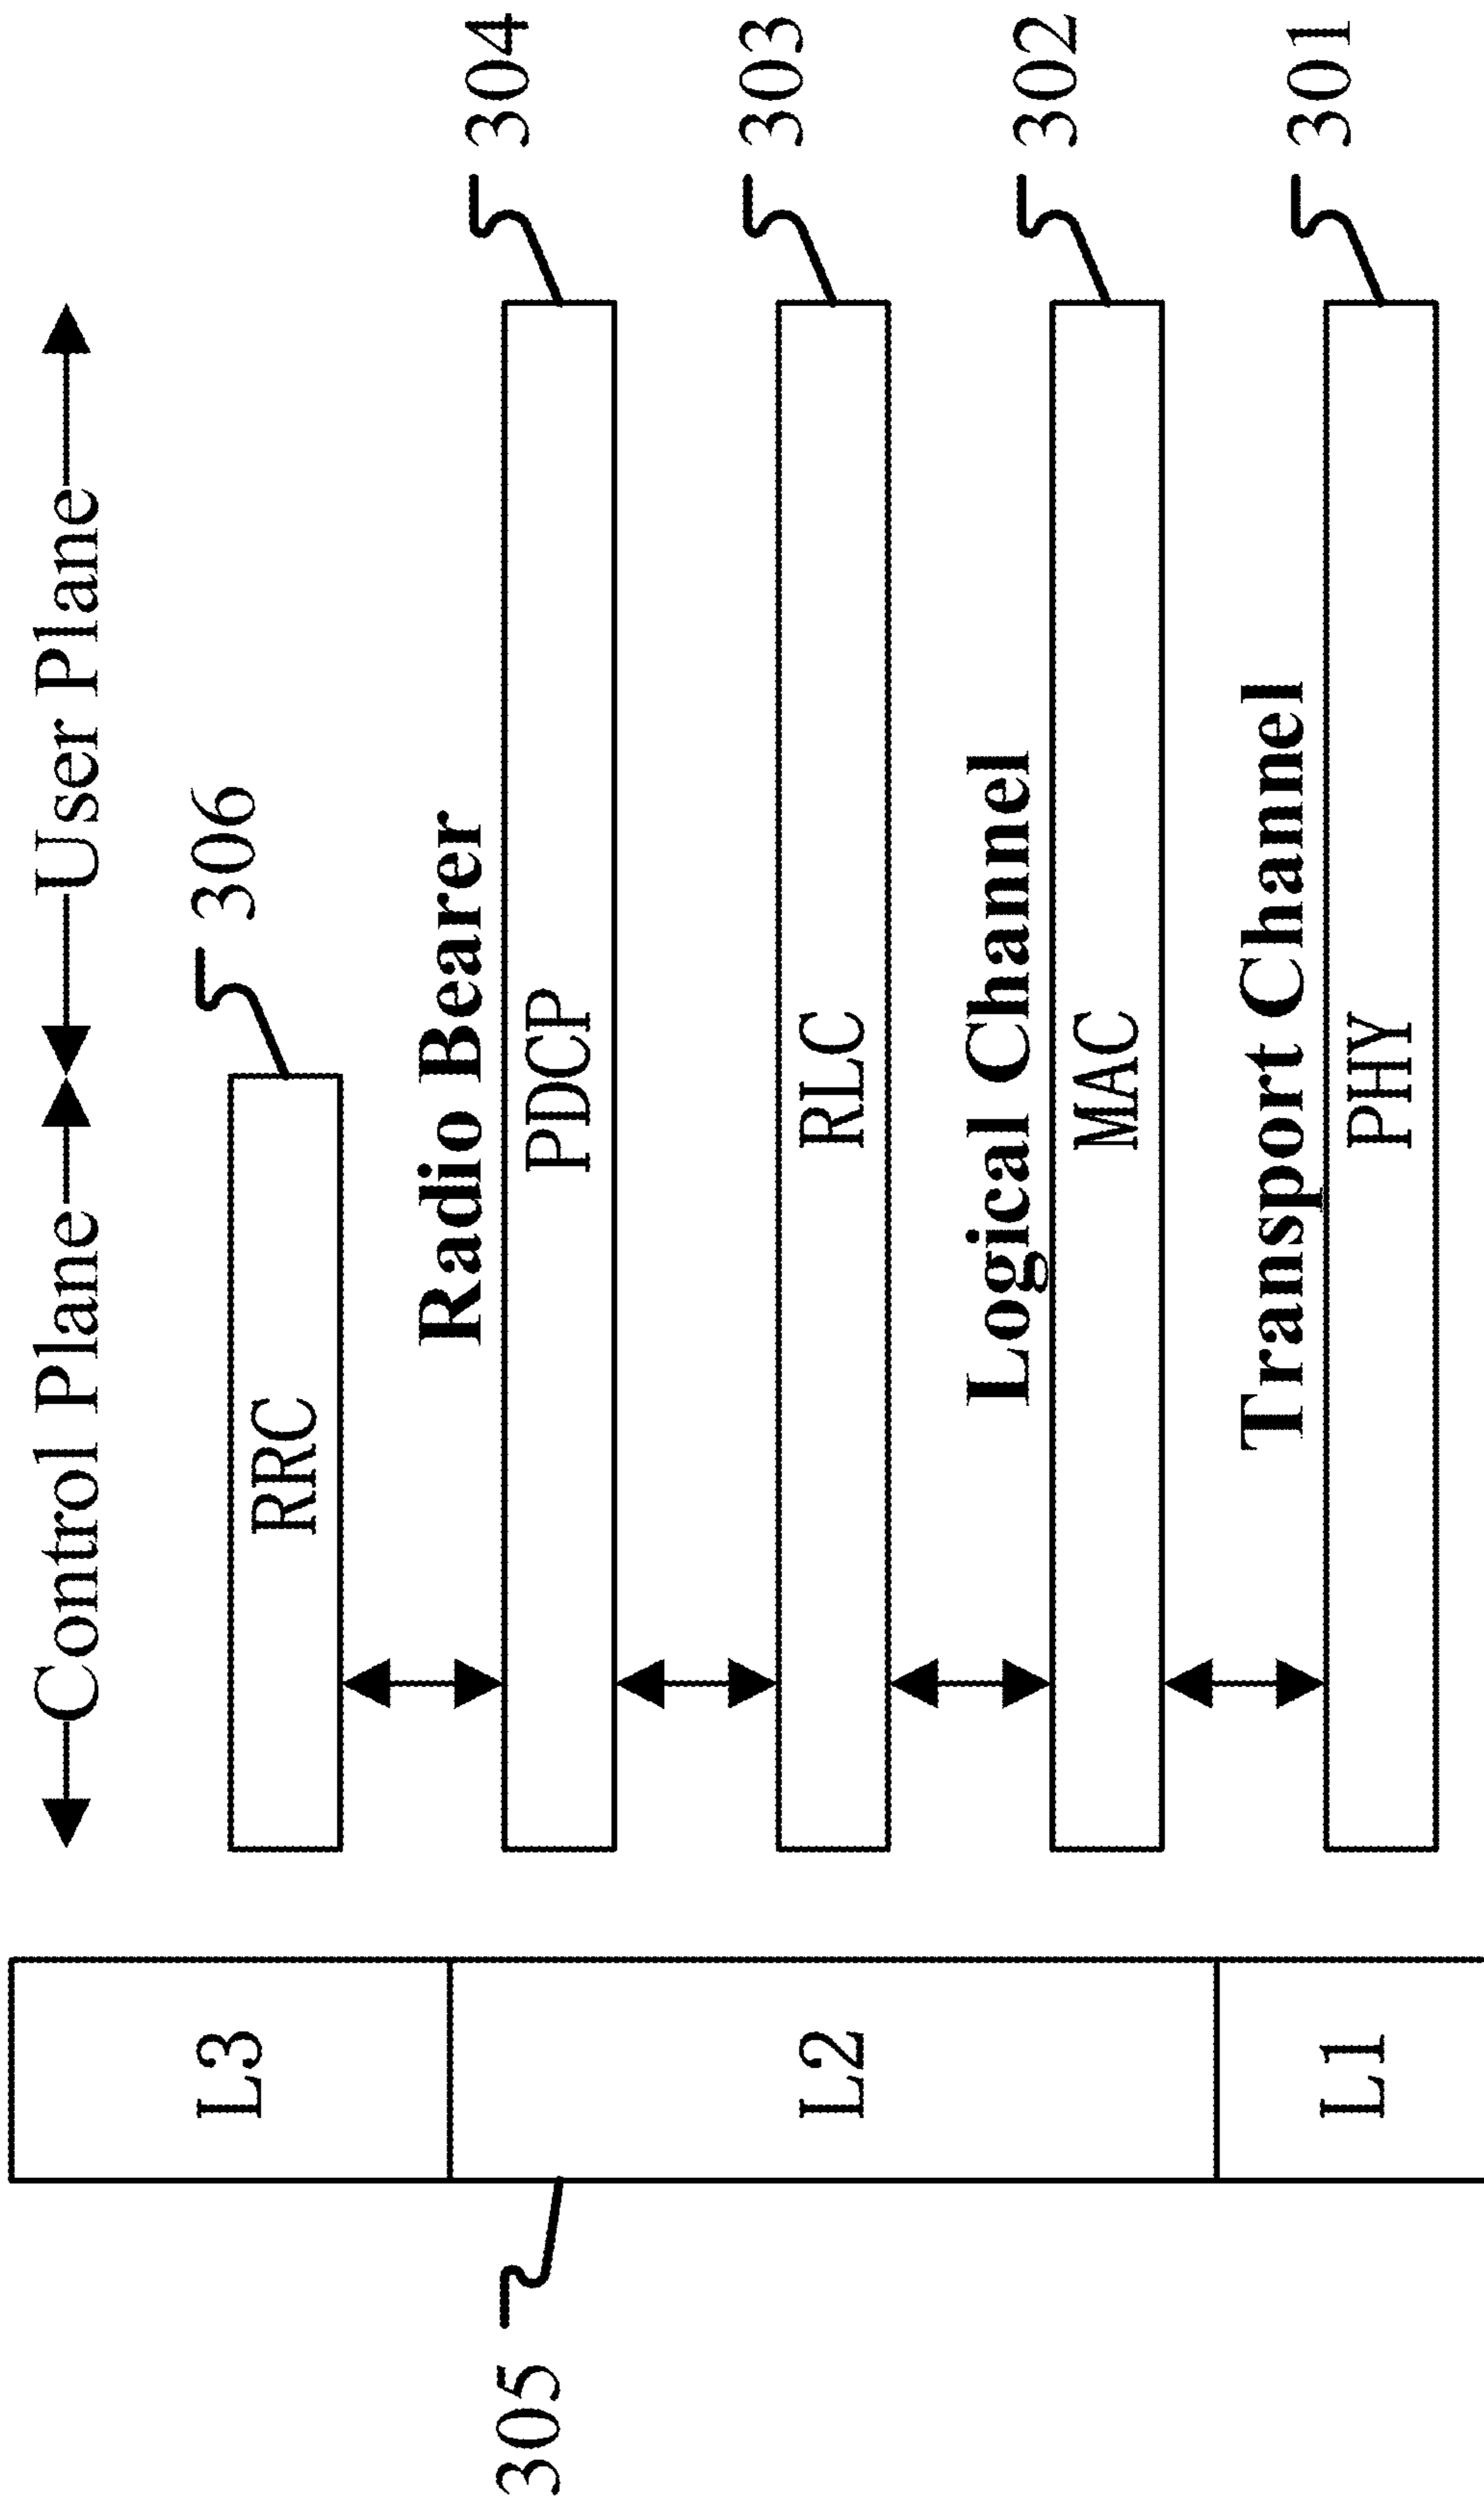 Control Plane User Plane
306
L3 RRC
Radio Bearer
304
305 PDCP
303
L2 RLC
Logical Channel
302
MAC
Transport Channel
301
L1 PHY